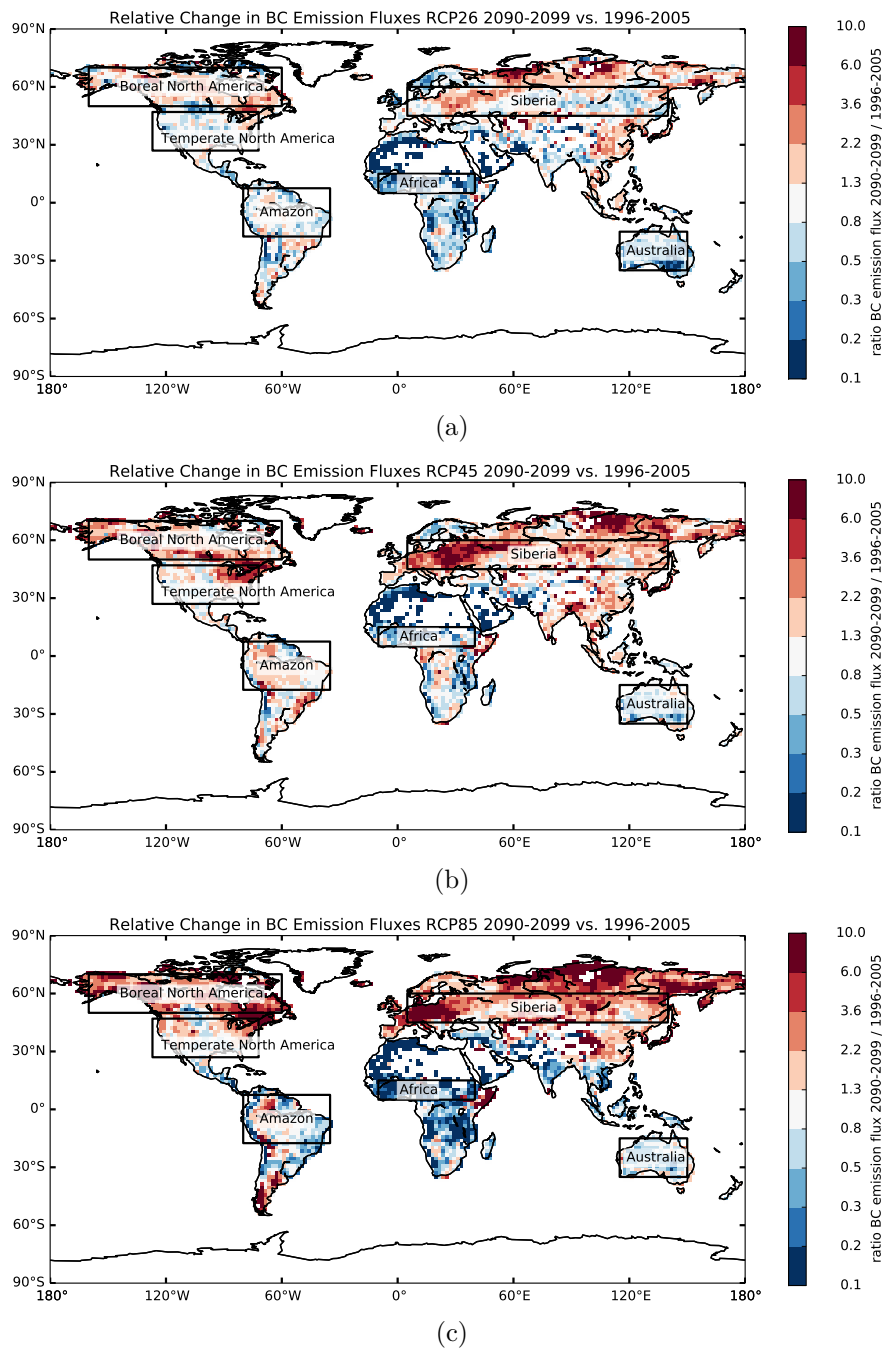 Relative Change in BC Emission Fluxes RCP26 2090-2099 vs. 1996-2005
90°N
60°N
30°N
0°
30°S
60°S
90°S
180°
120°W
60°W
0°
60°E
120°E
180°
Boreal North America
Temperate North America
Amazon
Africa
Siberia
Australia
10.0
6.0
3.6
2.2
1.3
0.8
0.5
0.3
0.2
0.1
ratio BC emission flux 2090-2099 / 1996-2005
(a)
Relative Change in BC Emission Fluxes RCP45 2090-2099 vs. 1996-2005
90°N
60°N
30°N
0°
30°S
60°S
90°S
180°
120°W
60°W
0°
60°E
120°E
180°
Boreal North America
Temperate North America
Amazon
Africa
Siberia
Australia
10.0
6.0
3.6
2.2
1.3
0.8
0.5
0.3
0.2
0.1
ratio BC emission flux 2090-2099 / 1996-2005
(b)
Relative Change in BC Emission Fluxes RCP85 2090-2099 vs. 1996-2005
90°N
60°N
30°N
0°
30°S
60°S
90°S
180°
120°W
60°W
0°
60°E
120°E
180°
Boreal North America
Temperate North America
Amazon
Africa
Siberia
Australia
10.0
6.0
3.6
2.2
1.3
0.8
0.5
0.3
0.2
0.1
ratio BC emission flux 2090-2099 / 1996-2005
(c)